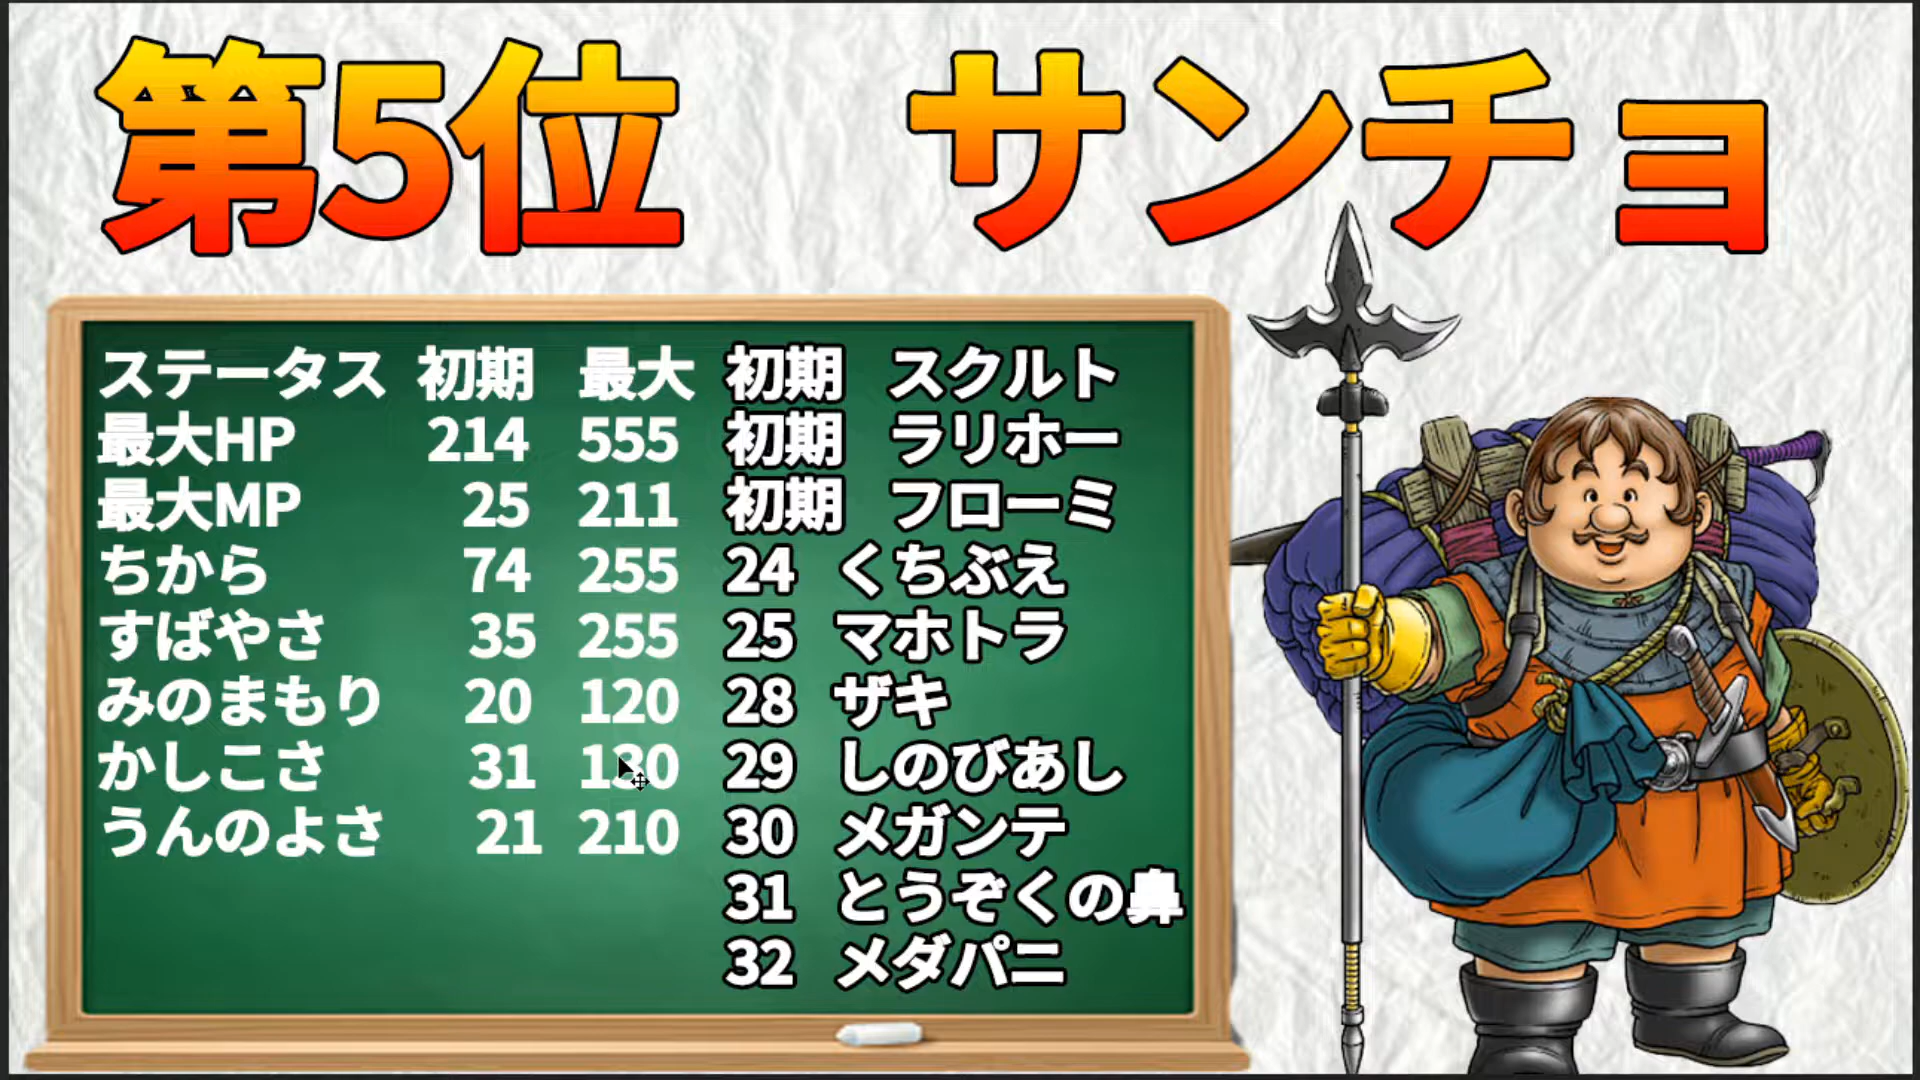 第5位 サンチョ
ステータス 初期 最大
最大HP 214 555
最大MP 25 211
ちから 74 255
すばやさ 35 255
みのまもり 20 120
かしこさ 31 130
うんのよさ 21 210
初期 スクルト
初期 ラリホー
初期 フローミ
24 くちぶえ
25 マホトラ
28 ザキ
29 しのびあし
30 メガンテ
31 とうぞくの鼻
32 メダパニ